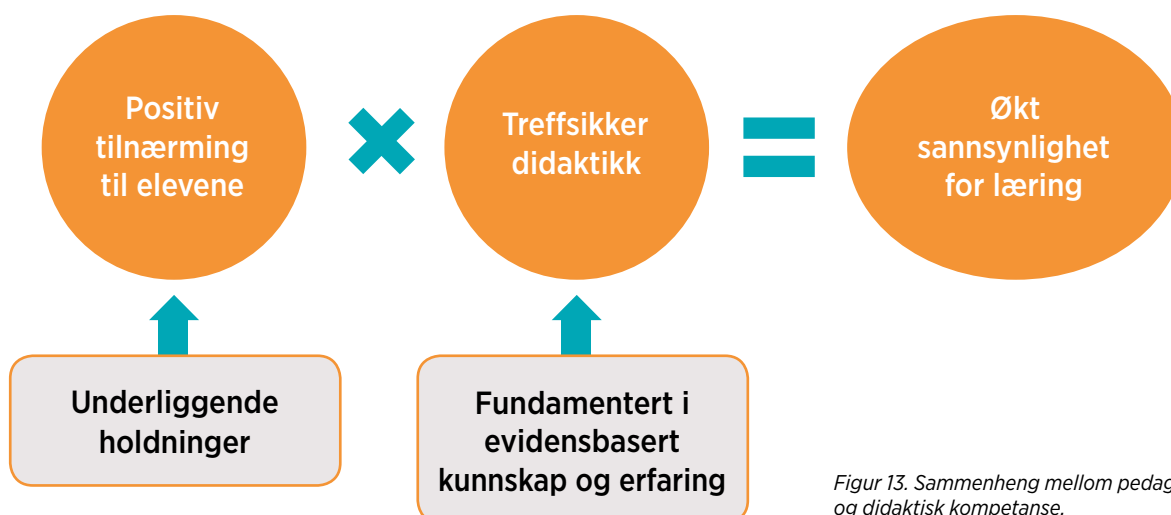 Positiv
tilnærming
til elevene
Treffsikker
didaktikk
Økt
sannsynlighet
for læring
Underliggende
holdninger
Fundamentert i
evidensbasert
kunnskap og erfaring
Figur 13. Sammenheng mellom
og didaktisk kompetanse.